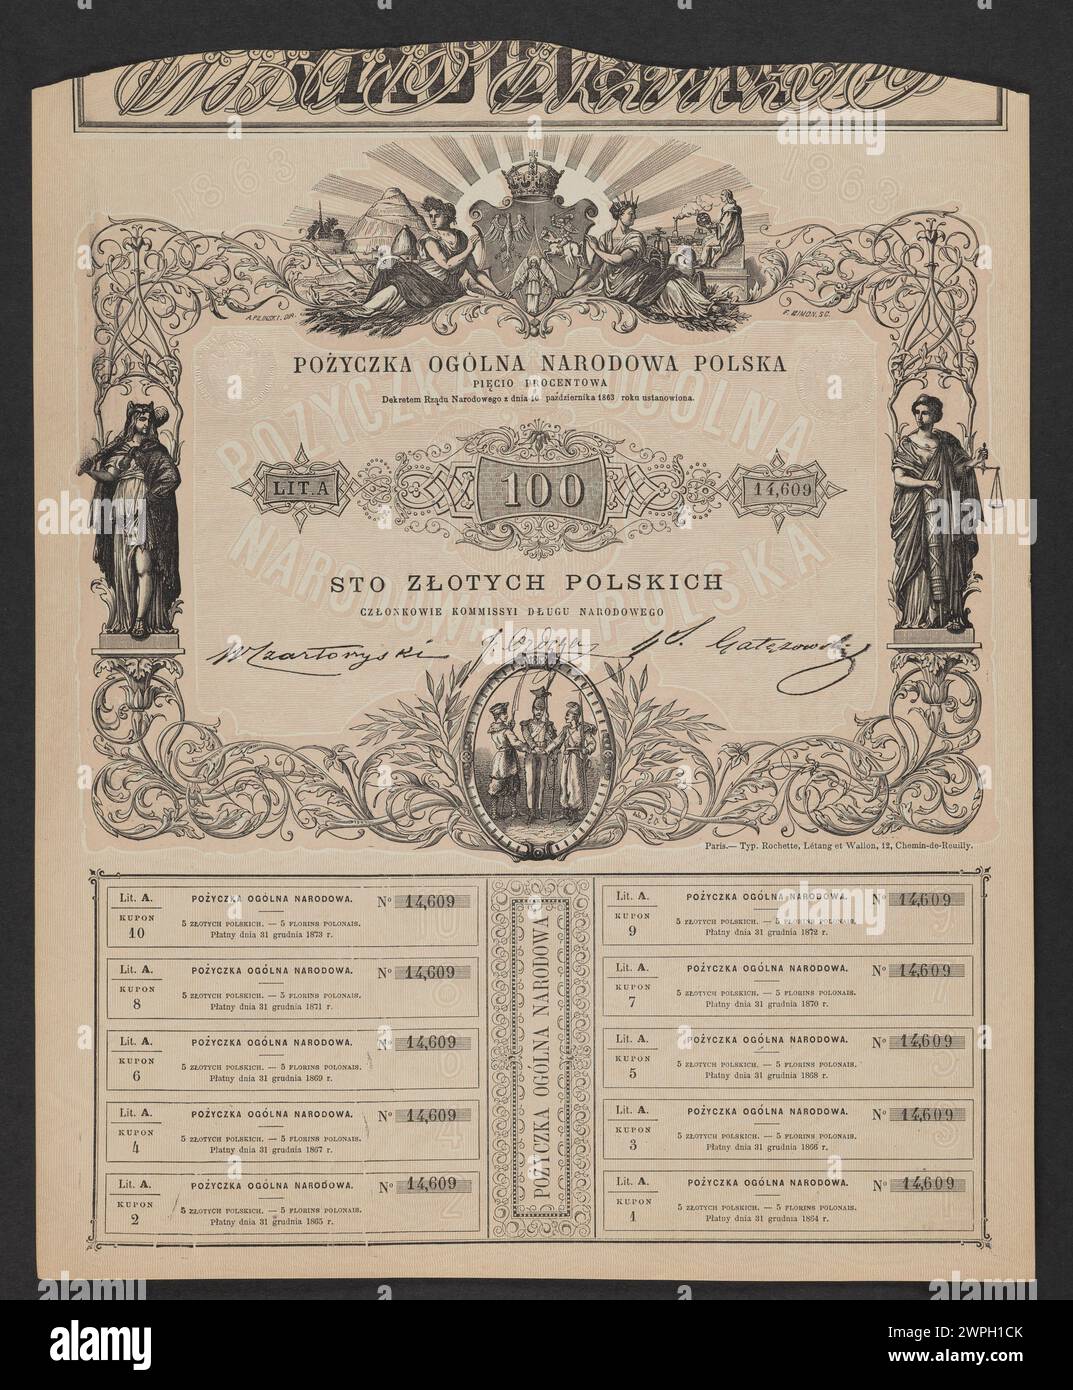 1863
1863
A.PILINSKI.DIR.
F. WIMON.SC.
POŻYCZKA OGÓLNA NARODOWA POLSKA
PIĘCIO PROCENTOWA
Dekretem Rządu Narodowego z dnia 16 października 1863 roku ustanowiona.
POŻYCZKA OGÓLNA
NARODOWA POLSKA
LIT.A
100
14,609
STO ZŁOTYCH POLSKICH
CZŁONKOWIE KOMMISSYI DŁUGU NARODOWEGO
W Czartoryski
Gałęzowski
Paris.— Typ. Rochette, Létang et Wallon, 12, Chemin-de-Reuilly.
Lit. A. POŻYCZKA OGÓLNA NARODOWA. No 14,609
KUPON
10
5 ZŁOTYCH POLSKICH. — 5 FLORINS POLONAIS.
Płatny dnia 31 grudnia 1873 r.
Lit. A. POŻYCZKA OGÓLNA NARODOWA. No 14,609
KUPON
9
5 ZŁOTYCH POLSKICH. — 5 FLORINS POLONAIS.
Płatny dnia 31 grudnia 1872 r.
Lit. A. POŻYCZKA OGÓLNA NARODOWA. No 14,609
KUPON
8
5 ZŁOTYCH POLSKICH. — 5 FLORINS POLONAIS.
Płatny dnia 31 grudnia 1871 r.
Lit. A. POŻYCZKA OGÓLNA NARODOWA. No 14,609
KUPON
7
5 ZŁOTYCH POLSKICH. — 5 FLORINS POLONAIS.
Płatny dnia 31 grudnia 1870 r.
Lit. A. POŻYCZKA OGÓLNA NARODOWA. No 14,609
KUPON
6
5 ZŁOTYCH POLSKICH. — 5 FLORINS POLONAIS.
Płatny dnia 31 grudnia 1869 r.
Lit. A. POŻYCZKA OGÓLNA NARODOWA. No 14,609
KUPON
5
5 ZŁOTYCH POLSKICH. — 5 FLORINS POLONAIS.
Płatny dnia 31 grudnia 1868 r.
Lit. A. POŻYCZKA OGÓLNA NARODOWA. No 14,609
KUPON
4
5 ZŁOTYCH POLSKICH. — 5 FLORINS POLONAIS.
Płatny dnia 31 grudnia 1867 r.
Lit. A. POŻYCZKA OGÓLNA NARODOWA. No 14,609
KUPON
3
5 ZŁOTYCH POLSKICH. — 5 FLORINS POLONAIS.
Płatny dnia 31 grudnia 1866 r.
Lit. A. POŻYCZKA OGÓLNA NARODOWA. No 14,609
KUPON
2
5 ZŁOTYCH POLSKICH. — 5 FLORINS POLONAIS.
Płatny dnia 31 grudnia 1865 r.
Lit. A. POŻYCZKA OGÓLNA NARODOWA. No 14,609
KUPON
1
5 ZŁOTYCH POLSKICH. — 5 FLORINS POLONAIS.
Płatny dnia 31 grudnia 1864 r.
POŻYCZKA OGÓLNA NARODOWA
alamy
Image ID: 2WPH1CK
www.alamy.com